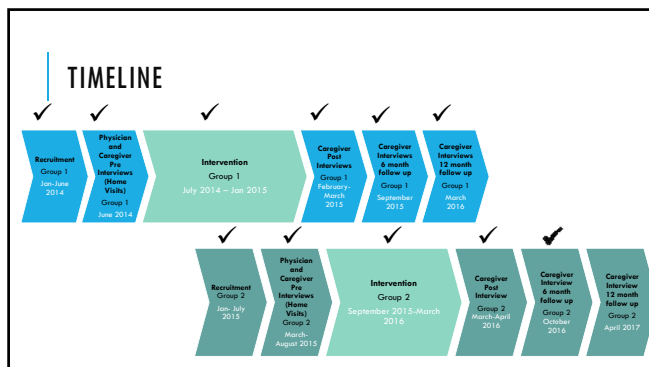 TIMELINE
Recruitment
Group 1
Jan-June
2014
Physician
and
Caregiver
Pre
Interviews
(Home
Visits)
Group 1
June 2014
Intervention
Group 1
July 2014 – Jan 2015
Caregiver
Post
Interviews
Group 1
February-
March
2015
Caregiver
Interviews
6 month
follow up
Group 1
September
2015
Caregiver
Interviews
12 month
follow up
Group 1
March
2016
Recruitment
Group 2
Jan- July
2015
Physician
and
Caregiver
Pre
Interviews
(Home
Visits)
Group 2
March-
August 2015
Intervention
Group 2
September 2015-March
2016
Caregiver
Post
Interview
Group 2
March-April
2016
Caregiver
Interview
6 month
follow up
Group 2
October
2016
Caregiver
Interview
12 month
follow up
Group 2
April 2017